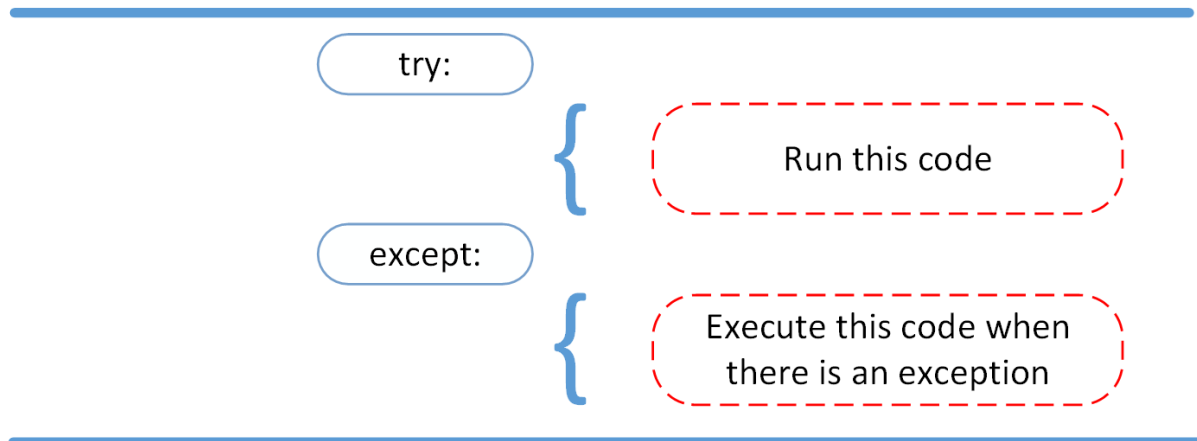 try:
Run this code
except:
Execute this code when
there is an exception